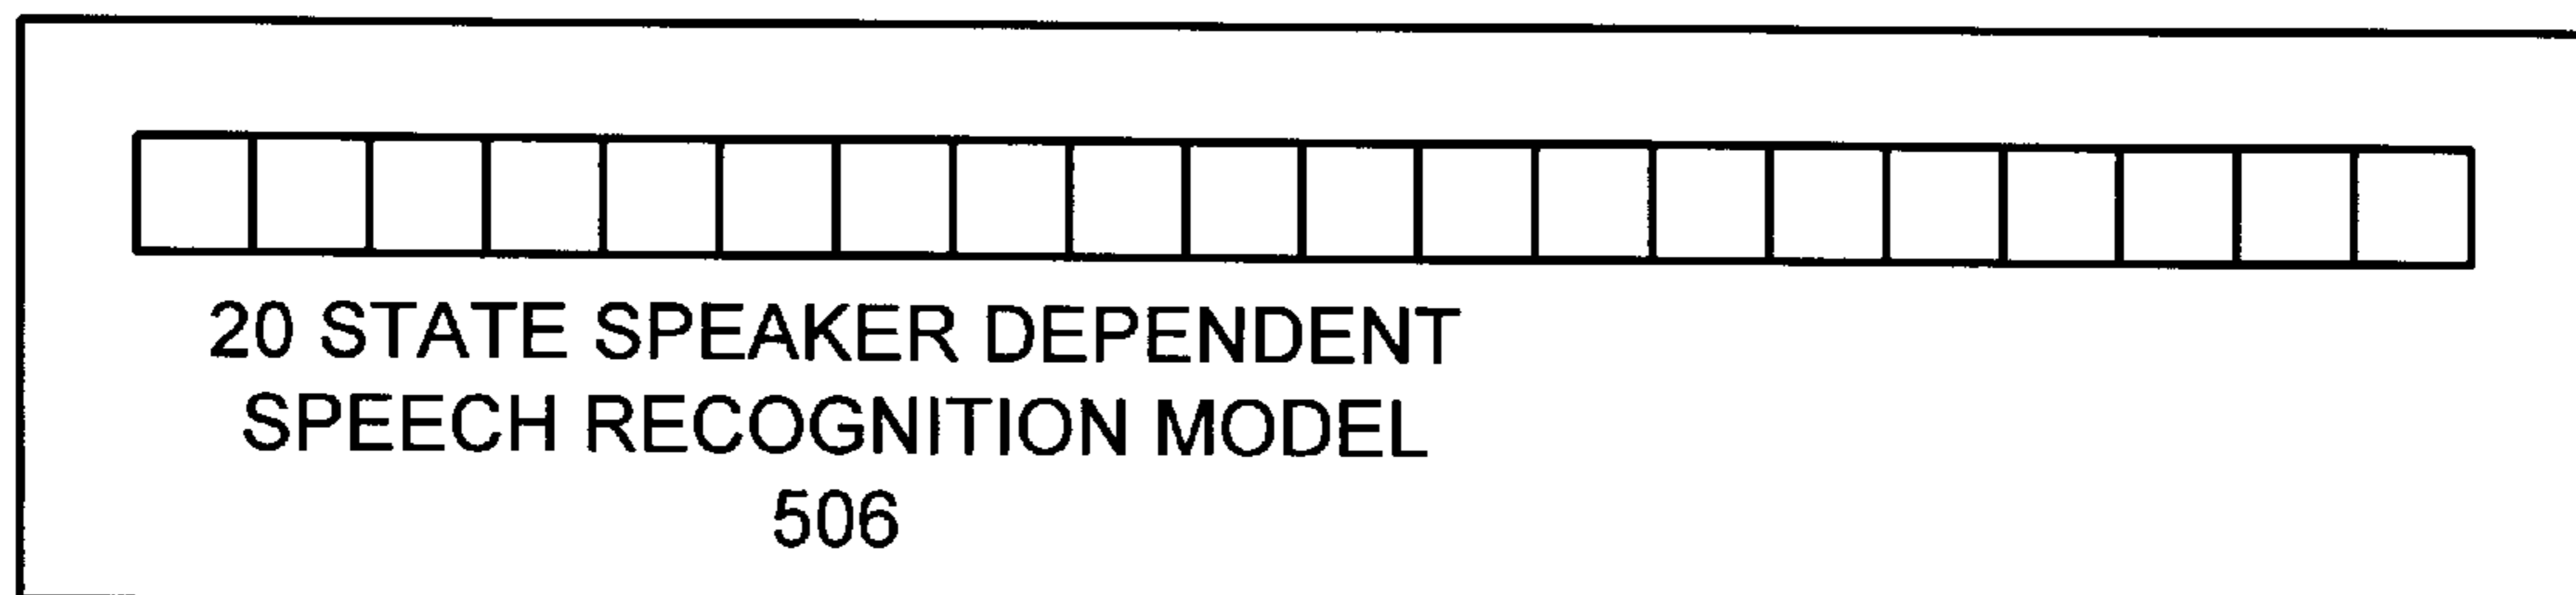 20 STATE SPEAKER DEPENDENT
SPEECH RECOGNITION MODEL
506